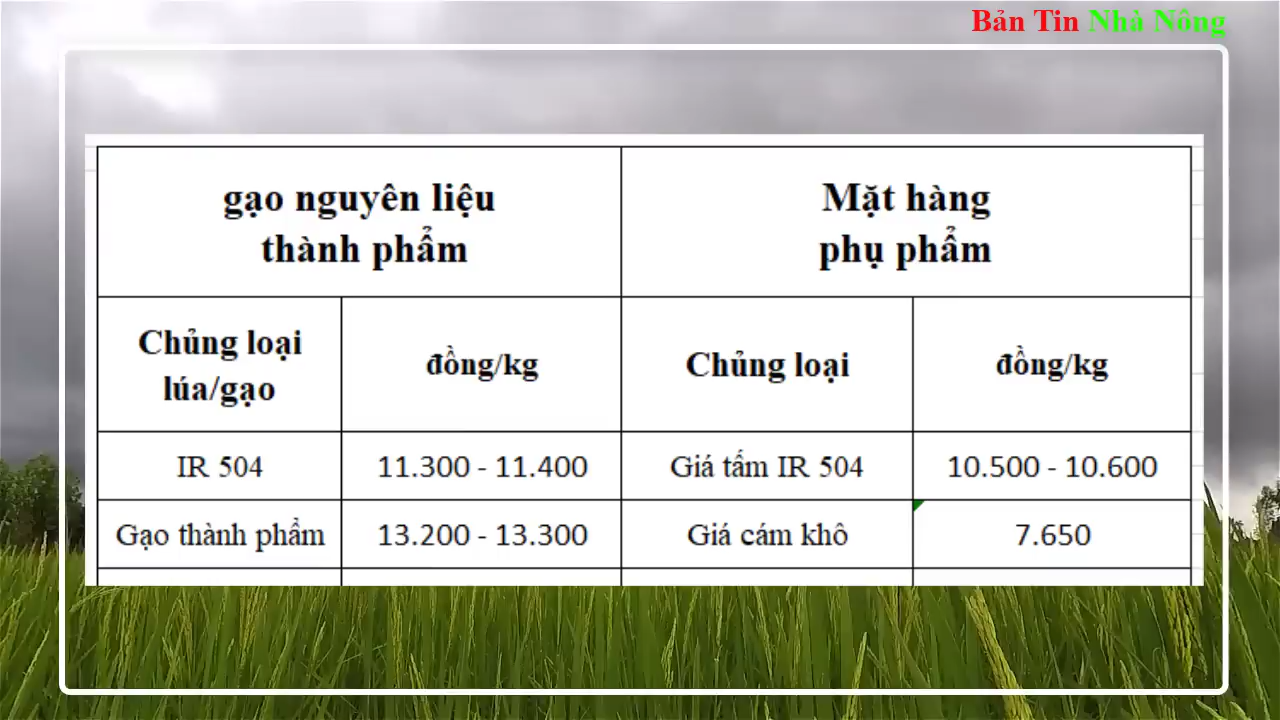 Bản Tin Nhà Nông
gạo nguyên liệu
thành phẩm
Mặt hàng
phụ phẩm
Chủng loại
lúa/gạo
đồng/kg
Chủng loại
đồng/kg
IR 504
11.300 - 11.400
Giá tấm IR 504
10.500 - 10.600
Gạo thành phẩm
13.200 - 13.300
Giá cám khô
7.650